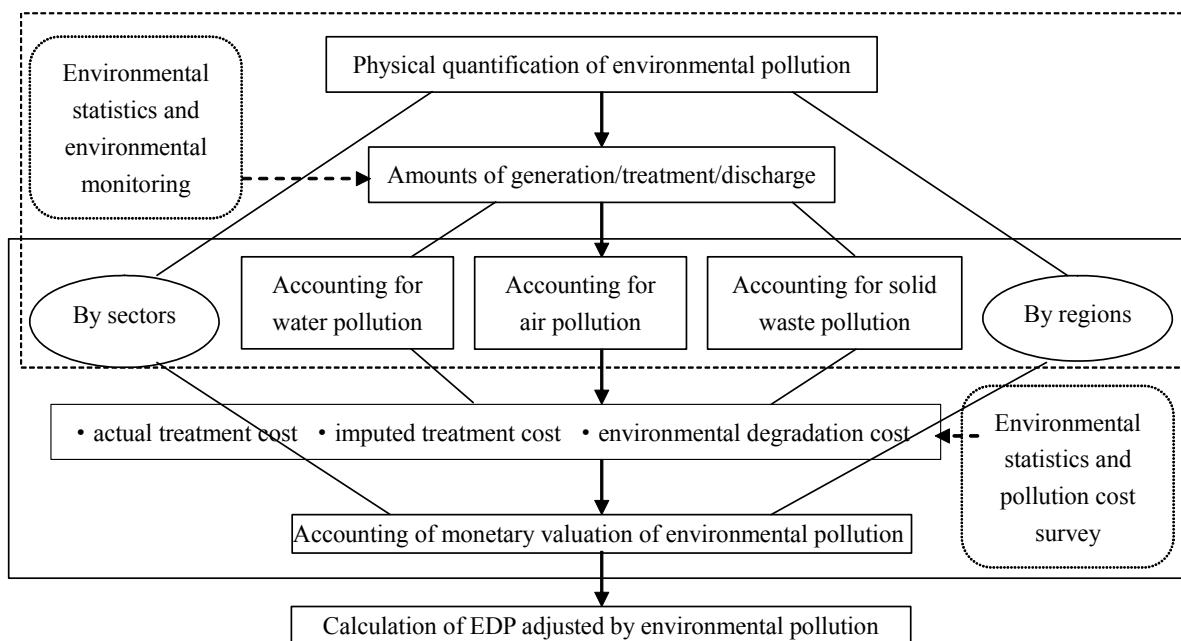 Physical quantification of environmental pollution
Environmental
statistics and
environmental
monitoring
Amounts of generation/treatment/discharge
By sectors
Accounting for
water pollution
Accounting for
air pollution
Accounting for solid
waste pollution
By regions
・actual treatment cost ・imputed treatment cost ・environmental degradation cost
Environmental
statistics and
pollution cost
survey
Accounting of monetary valuation of environmental pollution
Calculation of EDP adjusted by environmental pollution